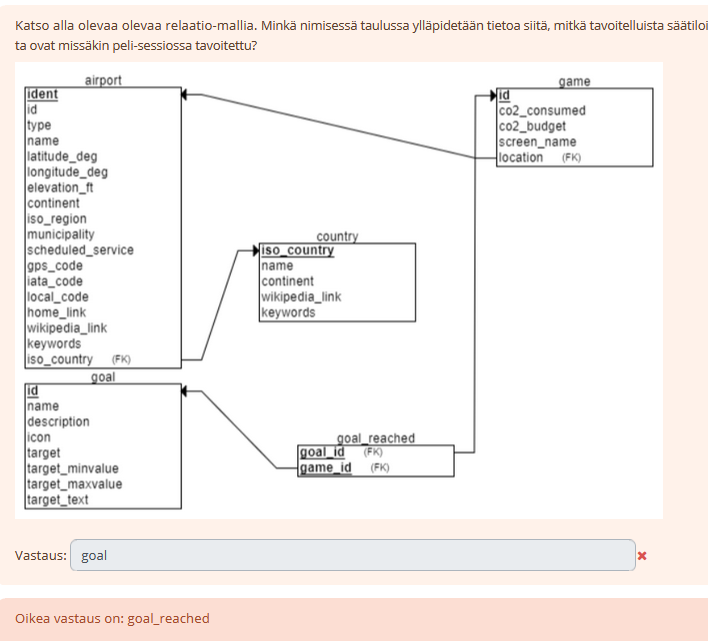 Katso alla olevaa olevaa relaatio-mallia. Minkä nimisessä taulussa ylläpidetään tietoa siitä, mitkä tavoitelluista säätiloi
ta ovat missäkin peli-sessiossa tavoitettu?
airport
ident
id
type
name
latitude_deg
longitude_deg
elevation_ft
continent
iso_region
municipality
scheduled_service
gps_code
iata_code
local_code
home_link
wikipedia_link
keywords
iso_country (FK)
game
id
co2_consumed
co2_budget
screen_name
location (FK)
country
iso_country
name
continent
wikipedia_link
keywords
goal
id
name
description
icon
target
target_minvalue
target_maxvalue
target_text
goal_reached
goal_id (FK)
game_id (FK)
Vastaus: goal
Oikea vastaus on: goal_reached